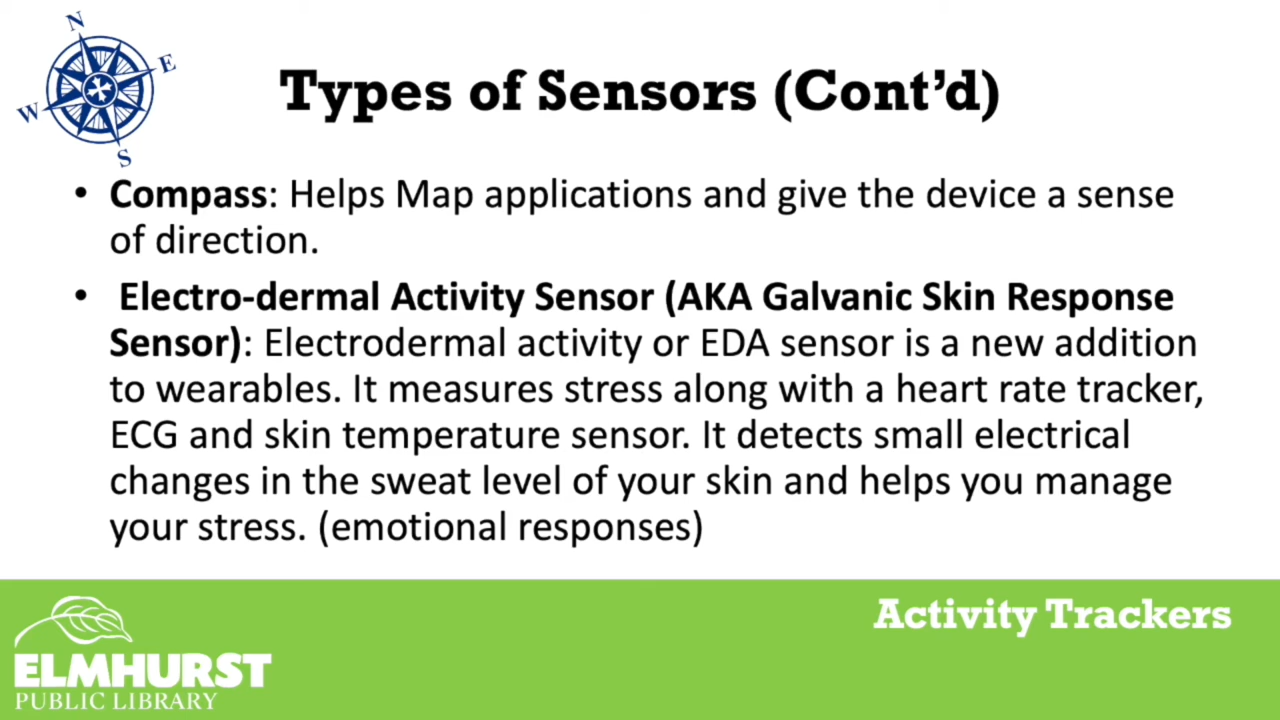 N
E
W
S
Types of Sensors (Cont’d)
• Compass: Helps Map applications and give the device a sense
of direction.
• Electro-dermal Activity Sensor (AKA Galvanic Skin Response
Sensor): Electrodermal activity or EDA sensor is a new addition
to wearables. It measures stress along with a heart rate tracker,
ECG and skin temperature sensor. It detects small electrical
changes in the sweat level of your skin and helps you manage
your stress. (emotional responses)
Activity Trackers
ELMHURST
PUBLIC LIBRARY